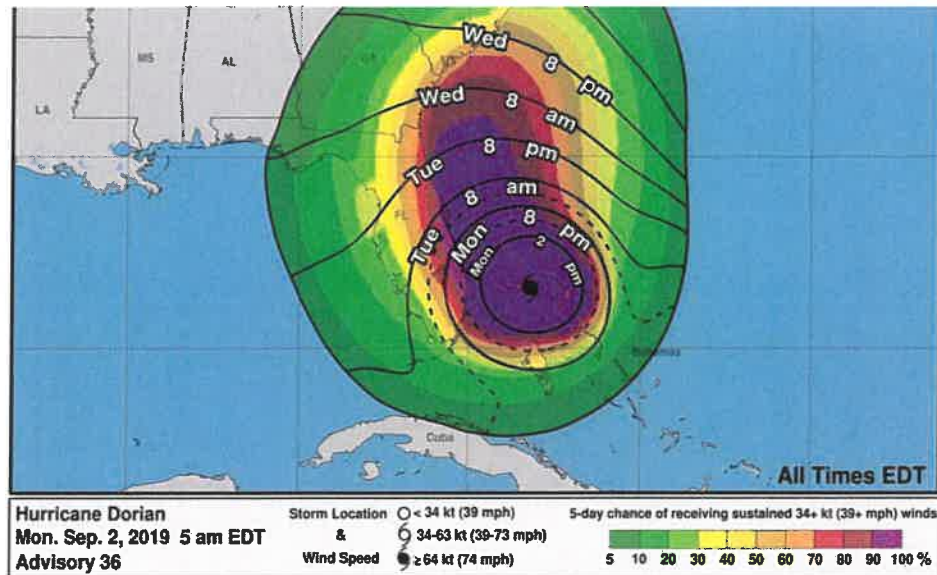 MS
AL
GA
LA
FL
Wed 8 pm
Wed 8 am
Tue 8 pm
Tue 8 am
Mon 8 pm
Mon 2 pm
Bahamas
Cuba
All Times EDT
Hurricane Dorian
Mon. Sep. 2, 2019 5 am EDT
Advisory 36
Storm Location
&
Wind Speed
< 34 kt (39 mph)
34-63 kt (39-73 mph)
≥ 64 kt (74 mph)
5-day chance of receiving sustained 34+ kt (39+ mph) winds
5 10 20 30 40 50 60 70 80 90 100 %